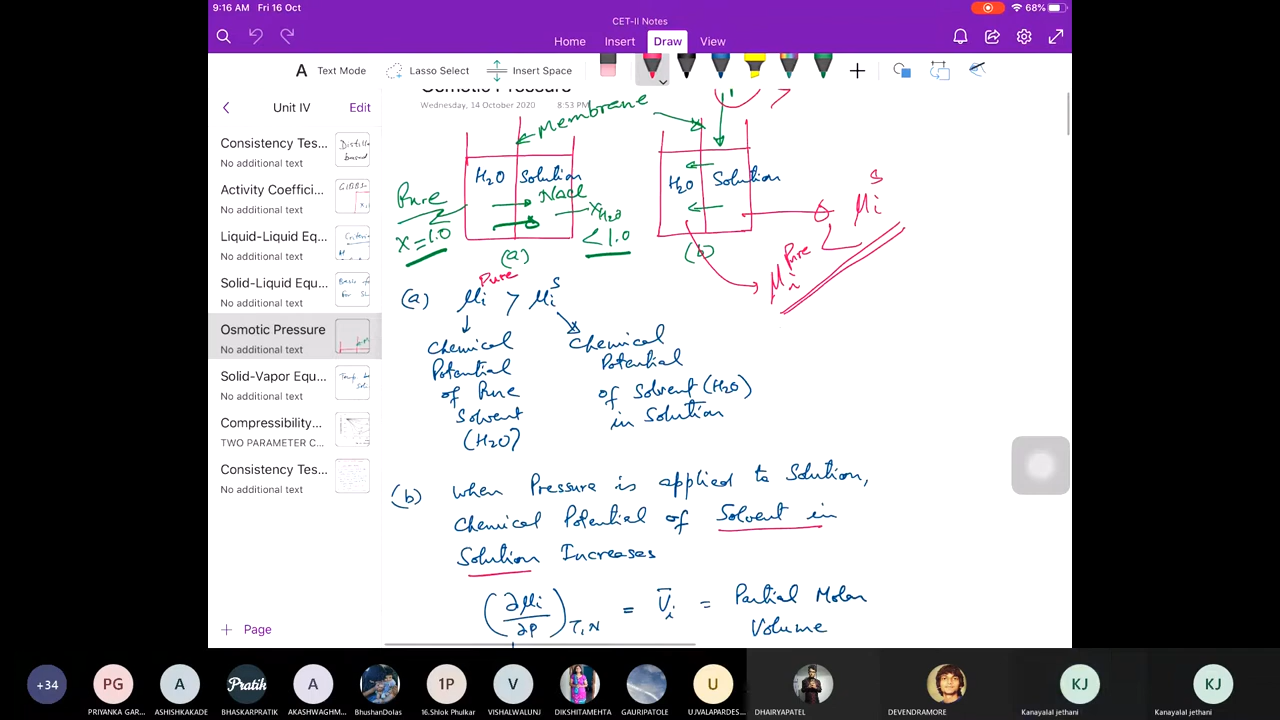 9:16 AM Fri 16 Oct
68%
CET-II Notes
Home Insert Draw View
A Text Mode Lasso Select Insert Space
Unit IV Edit
Consistency Tes...
No additional text
Activity Coefici...
No additional text
Liquid-Liquid Eq...
No additional text
Solid-Liquid Equ...
No additional text
Osmotic Pressure
No additional text
Solid-Vapor Equ...
No additional text
Compressibility...
TWO PARAMETER C...
Consistency Tes...
No additional text
+ Page
Osmotic Pressure
Wednesday, 14 October 2020 8:53 PM
Membrane
H2O Solution
NaCl
Pure
x = 1.0
xH2O
< 1.0
(a)
H2O Solution
(b)
μi^s
μi^Pure
(a) μi^Pure > μi^s
Chemical
Potential
of Pure
Solvent
(H2O)
Chemical
Potential
of Solvent (H2O)
in Solution
(b) When Pressure is applied to Solution,
Chemical Potential of Solvent in
Solution Increases
(∂μi/∂P)T,N = V̄i = Partial Molar
Volume
+34
PG
PRIYANKA GAR...
A
ASHISHKAKADE
Pratik
BHASKARPRATIK
A
AKASHWAGHM...
BhushanDolas
1P
16.Shlok Phulkar
V
VISHALWALUNJ
DIKSHITAMEHTA
GAURIPATOLE
U
UJVALAPARDES...
DHAIRYAPATEL
DEVENDRAMORE
KJ
Kanayalal jethani
KJ
Kanayalal jethani